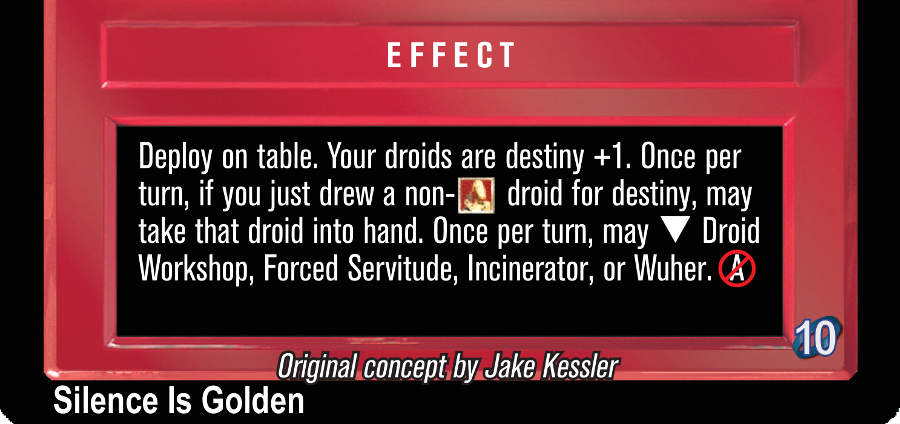 EFFECT
Deploy on table. Your droids are destiny +1. Once per
turn, if you just drew a non- droid for destiny, may
take that droid into hand. Once per turn, may ▼ Droid
Workshop, Forced Servitude, Incinerator, or Wuher. A
10
Original concept by Jake Kessler
Silence Is Golden